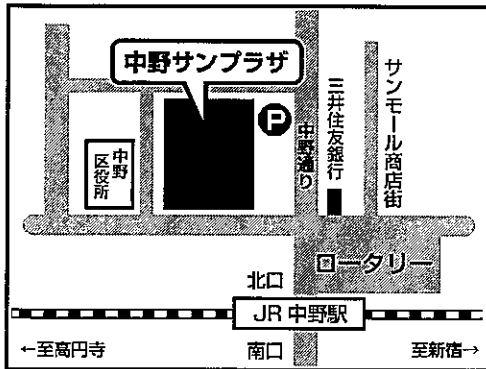 中野サンプラザ
P
中野通り
三井住友銀行
サンモール商店街
中野
区役所
ロータリー
北口
JR 中野駅
←至高円寺
南口
至新宿→